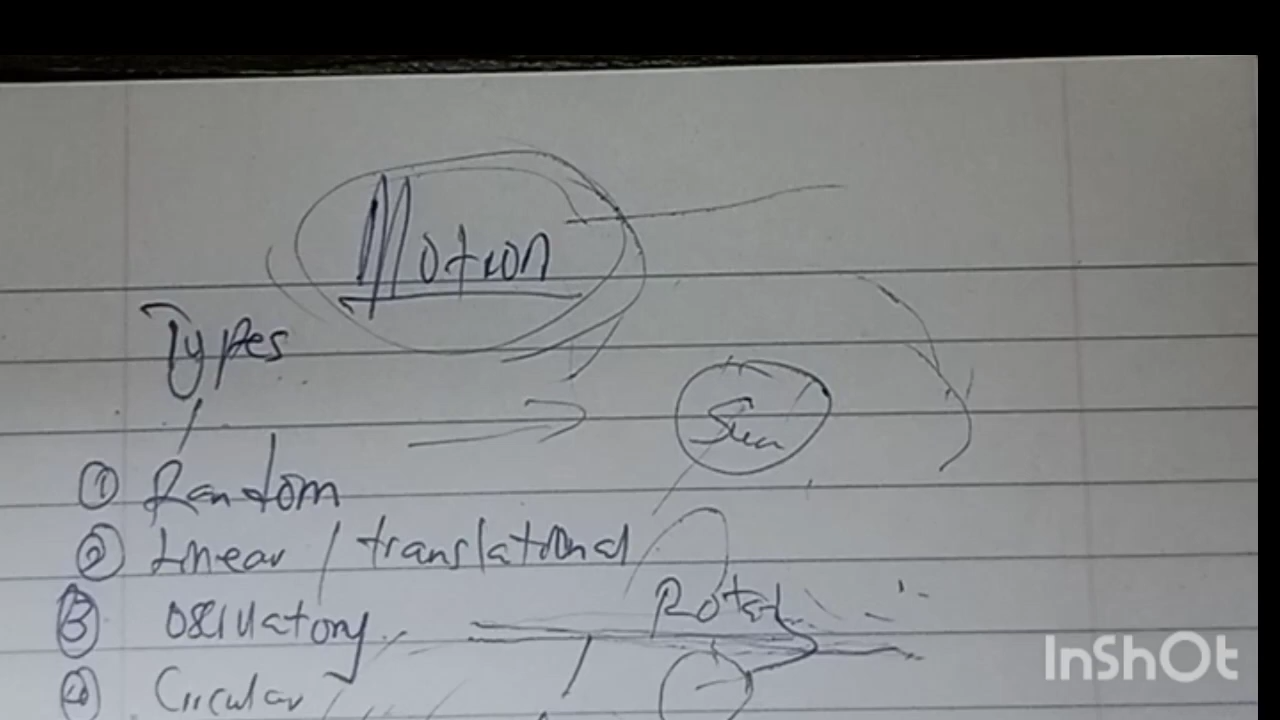 Motion
Types
Sun
① Random
② Linear / translational
③ Oscillatory
Rotat
④ Circular
InShOt